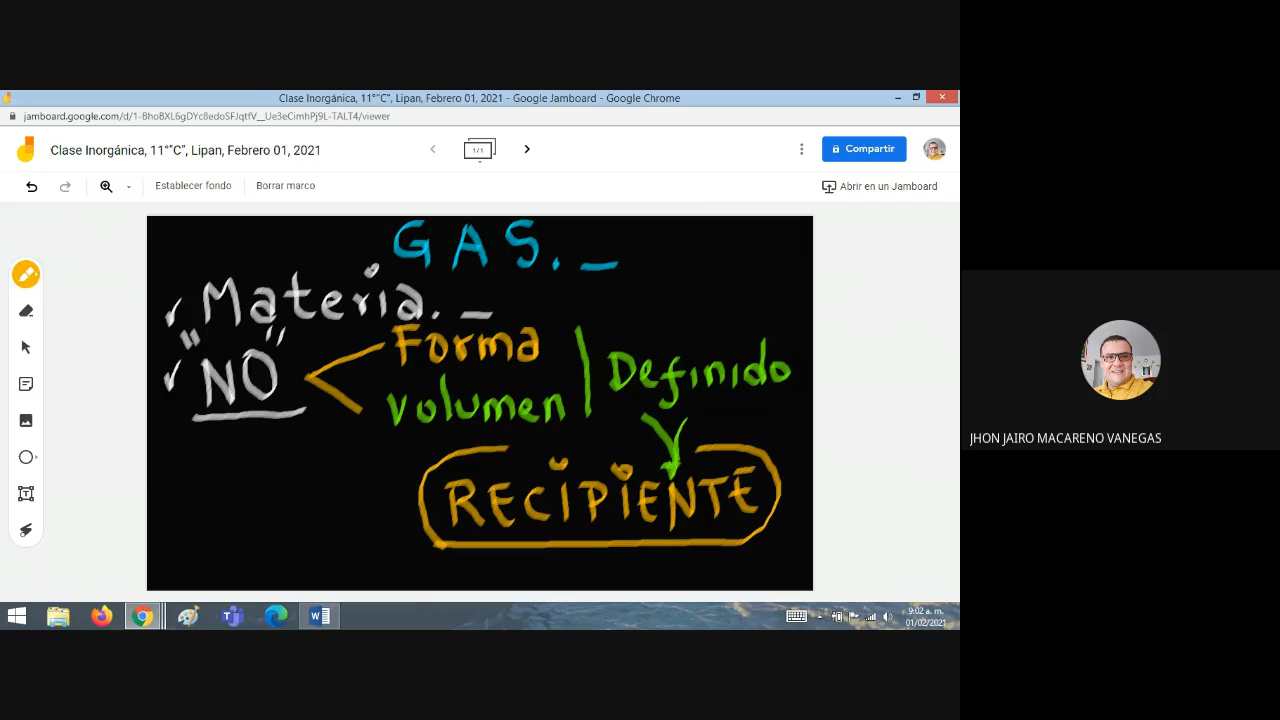 Clase Inorgánica, 11°"C", Lipan, Febrero 01, 2021 - Google Jamboard - Google Chrome
Clase Inorgánica, 11°"C", Lipan, Febrero 01, 2021
1/1
Compartir
Establecer fondo
Borrar marco
Abrir en un Jamboard
GAS._
✓ Materia._
✓ "NO"
Forma
Volumen
Definido
RECIPIENTE
JHON JAIRO MACARENO VANEGAS
9:02 a. m.
01/02/2021